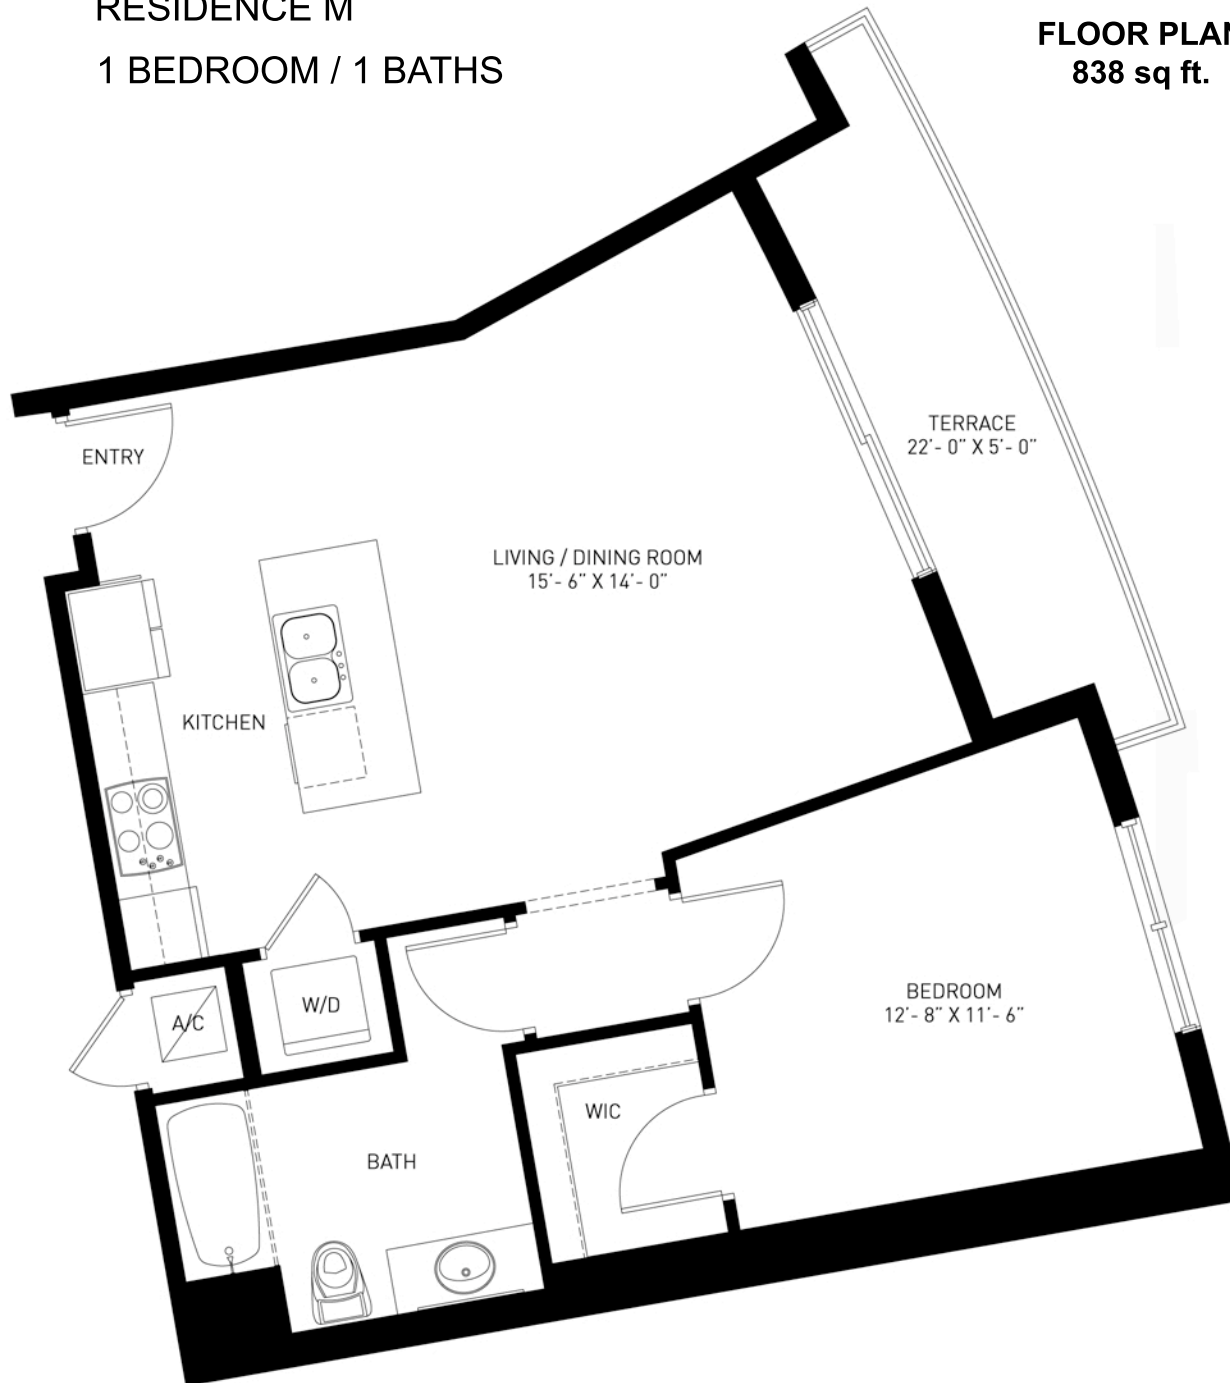 RESIDENCE M
1 BEDROOM / 1 BATHS
FLOOR PLAN
838 sq ft.
ENTRY
TERRACE
22'- 0" X 5'- 0"
LIVING / DINING ROOM
15'- 6" X 14'- 0"
KITCHEN
W/D
A/C
BEDROOM
12'- 8" X 11'- 6"
WIC
BATH